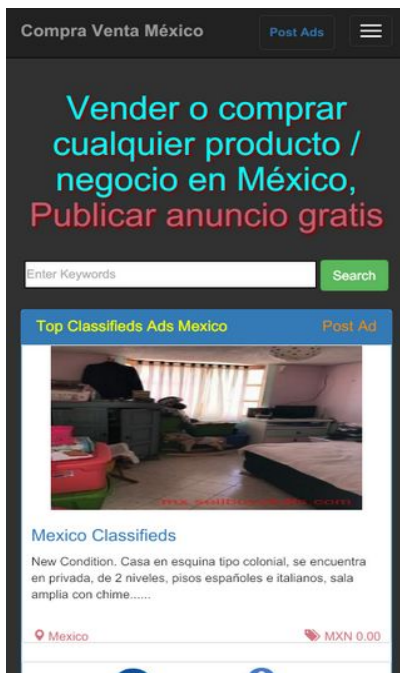 Compra Venta México
Post Ads
Vender o comprar
cualquier producto /
negocio en México,
Publicar anuncio gratis
Enter Keywords
Search
Top Classifieds Ads Mexico
Post Ad
Mexico Classifieds
New Condition. Casa en esquina tipo colonial, se encuentra
en privada, de 2 niveles, pisos españoles e italianos, sala
amplia con chime......
Mexico
MXN 0.00